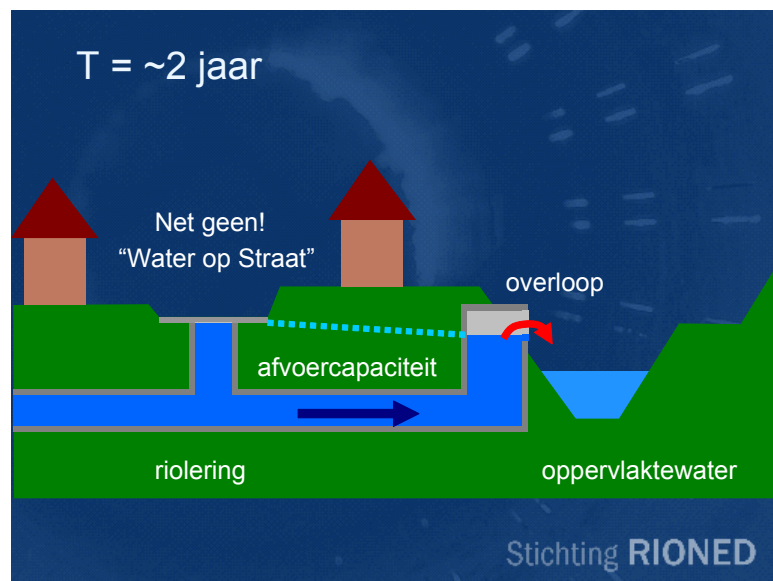 T = ~2 jaar
Net geen!
“Water op Straat”
overloop
afvoercapaciteit
riolering
oppervlaktewater
Stichting RIONED